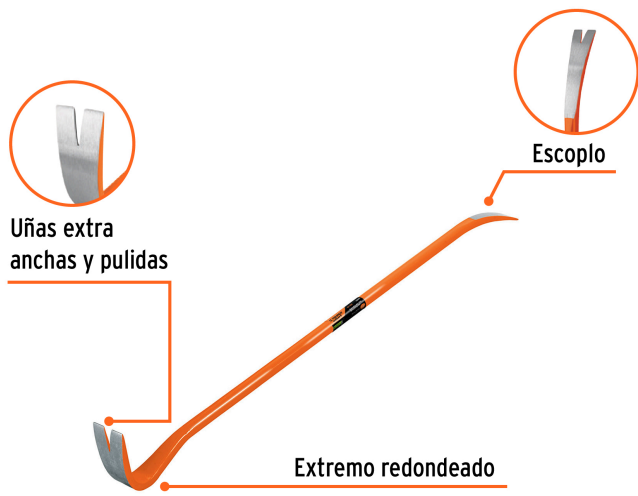 Escoplo
Uñas extra
anchas y pulidas
Extremo redondeado